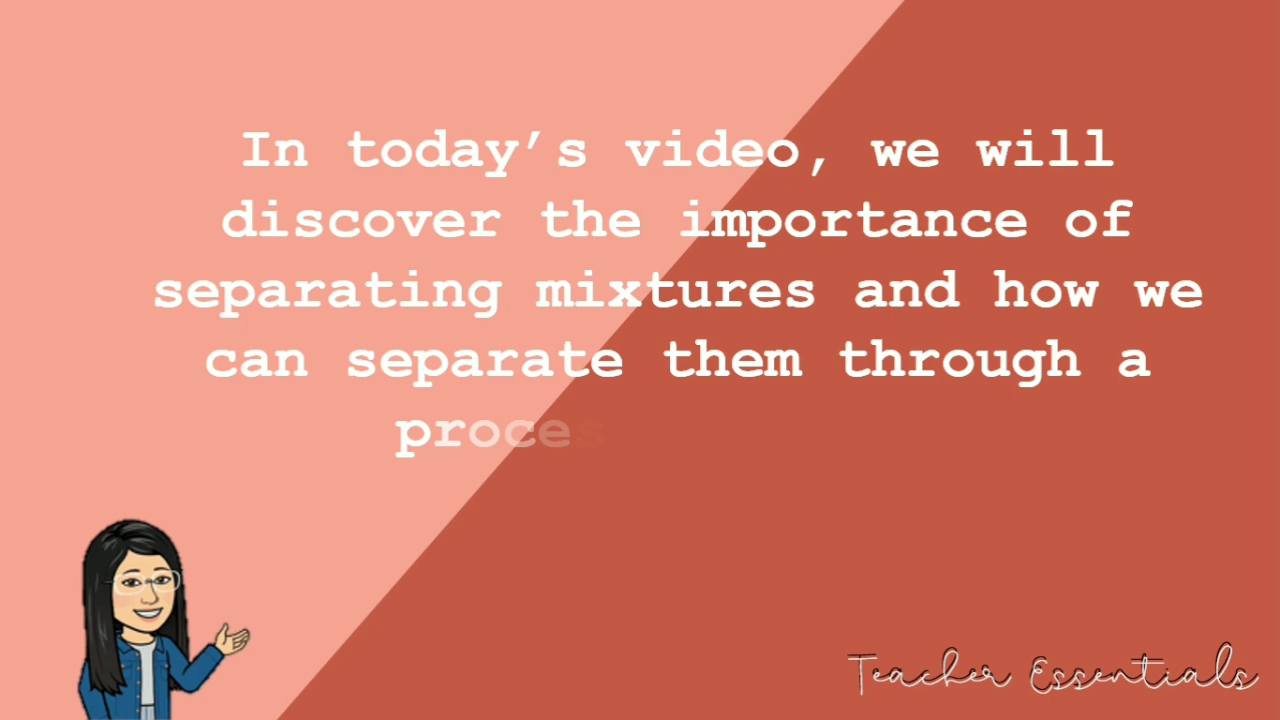 In today’s video, we will
discover the importance of
separating mixtures and how we
can separate them through a
proces
Teacher Essentials